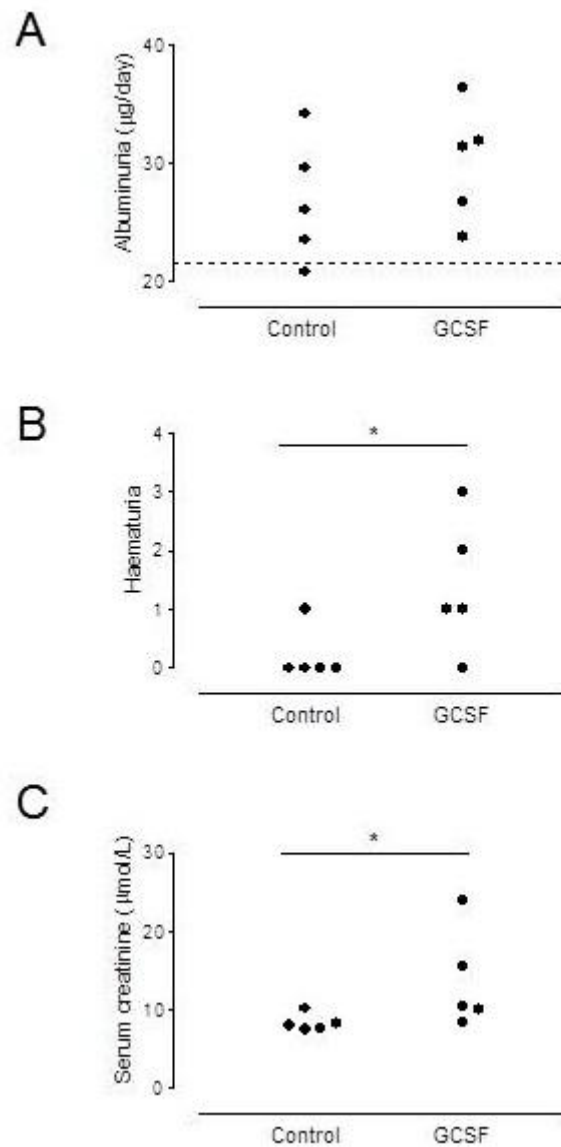 A
Albuminuria (µg/day)
40
30
20
Control GCSF
B
Haematuria
*
4
3
2
1
0
Control GCSF
C
Serum creatinine ( µmol/L)
*
30
20
10
0
Control GCSF